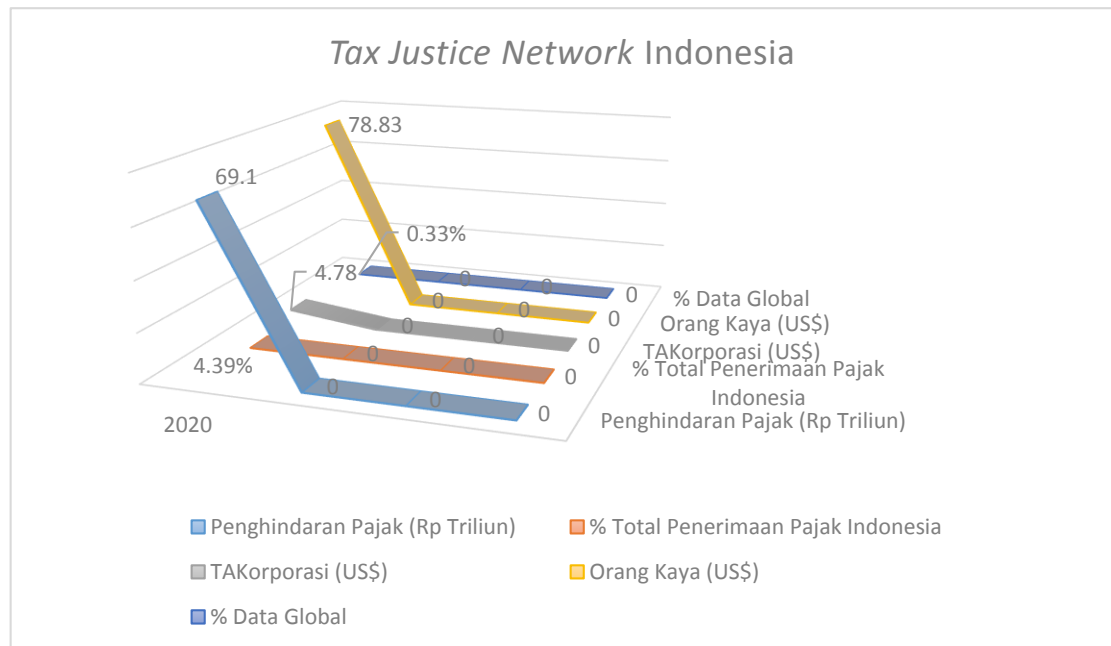 Tax Justice Network Indonesia
78.83
69.1
0.33%
4.78
0 0 0
0 0 0
0 0 0
4.39% 0 0 0
0 0 0
2020
% Data Global
Orang Kaya (US$)
TAKorporasi (US$)
% Total Penerimaan Pajak
Indonesia
Penghindaran Pajak (Rp Triliun)
Penghindaran Pajak (Rp Triliun) % Total Penerimaan Pajak Indonesia
TAKorporasi (US$) Orang Kaya (US$)
% Data Global